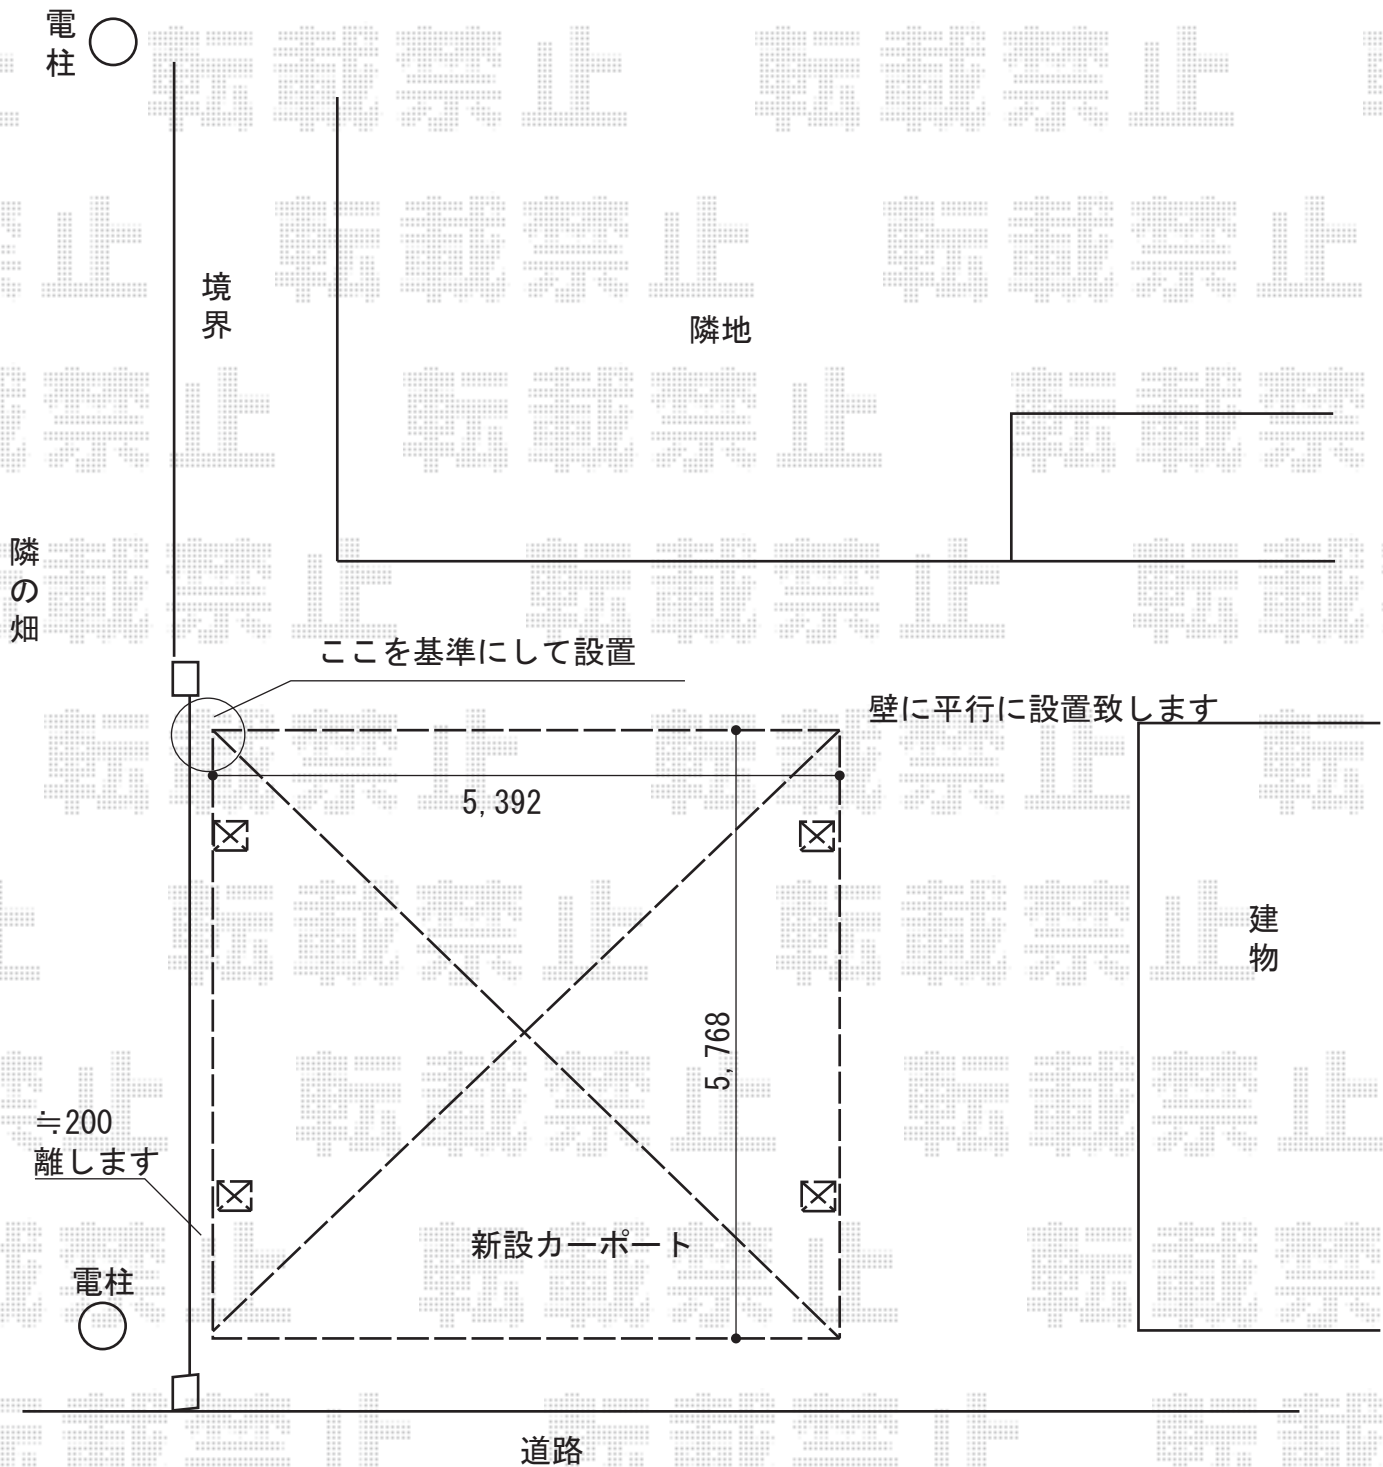 電柱
境界
隣地
隣の畑
ここを基準にして設置
壁に平行に設置致します
5,392
建物
5,768
≒200
離します
新設カーポート
電柱
道路
転載禁止